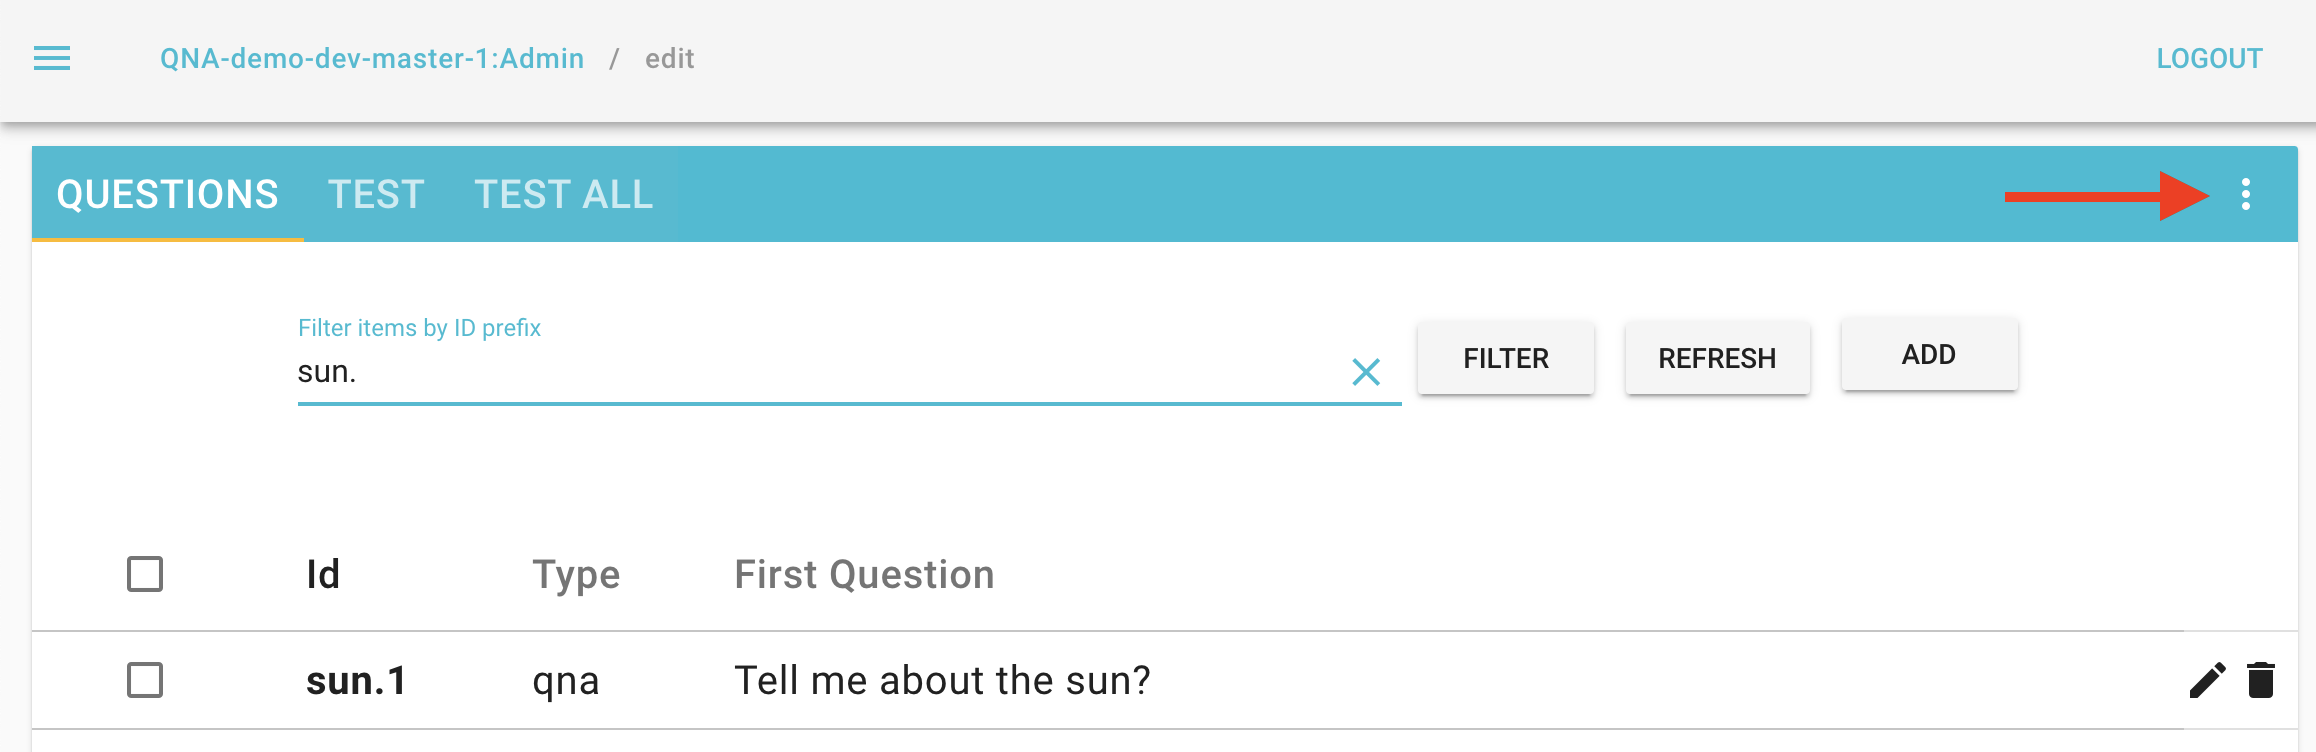 QNA-demo-dev-master-1:Admin / edit LOGOUT
QUESTIONS TEST TEST ALL
Filter items by ID prefix
sun. FILTER REFRESH ADD
Id Type First Question
sun.1 qna Tell me about the sun?